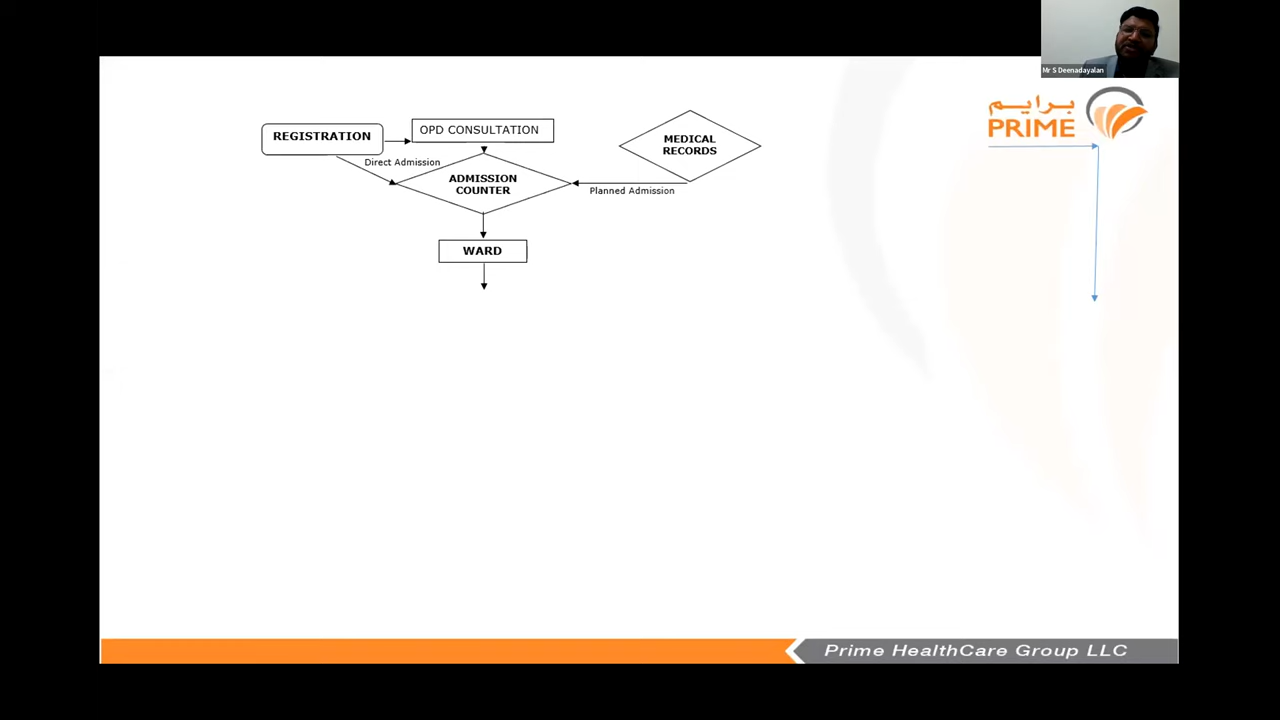 Mr S Deenadayalan
برايم
PRIME
REGISTRATION
OPD CONSULTATION
MEDICAL
RECORDS
Direct Admission
ADMISSION
COUNTER
Planned Admission
WARD
Prime HealthCare Group LLC